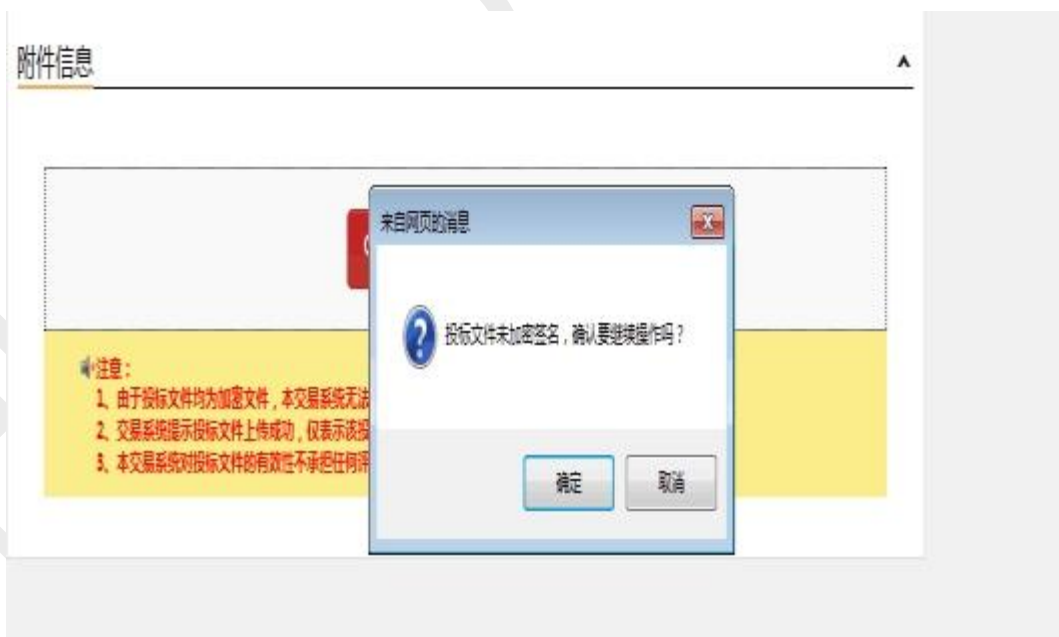 附件信息
来自网页的消息
投标文件未加密签名，确认要继续操作吗？
注意：
1、由于投标文件均为加密文件，本交易系统无法
2、交易系统提示投标文件上传成功，仅表示该投
3、本交易系统对投标文件的有效性不承担任何评
确定
取消